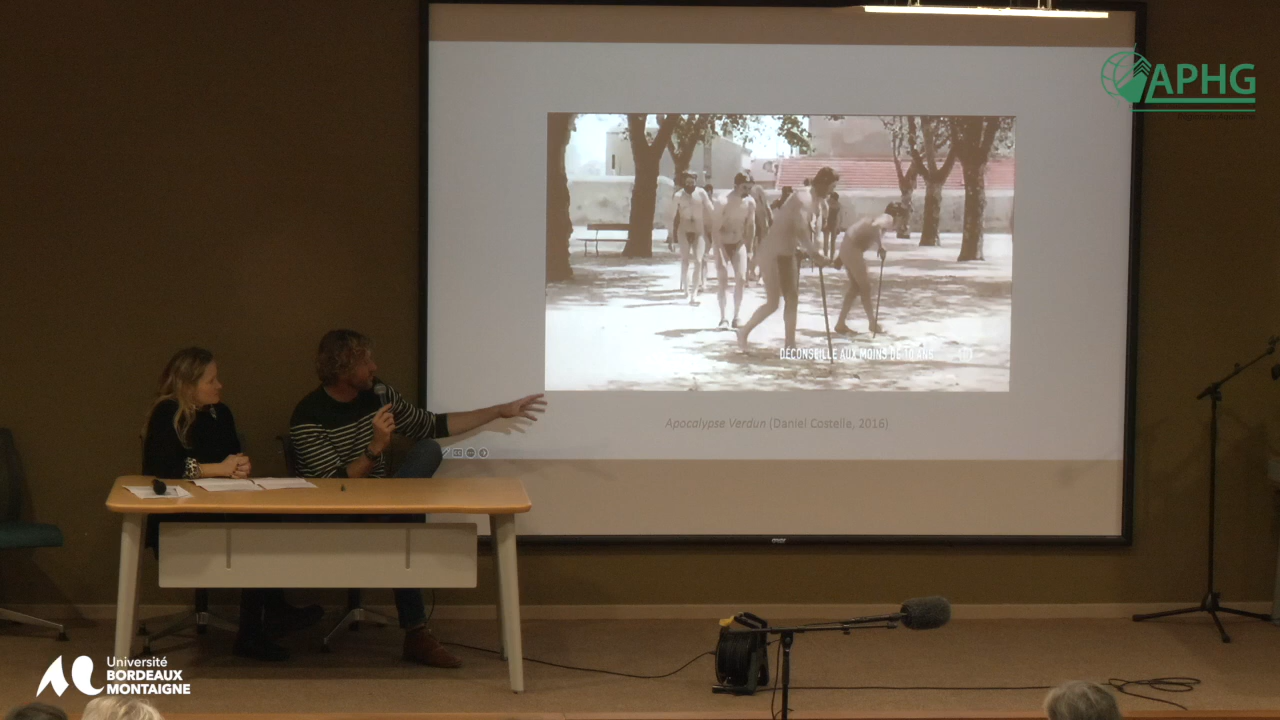 APHG
DÉCONSEILLÉ AUX MOINS DE 10 ANS
Apocalypse Verdun (Daniel Costelle, 2016)
Université
BORDEAUX
MONTAIGNE